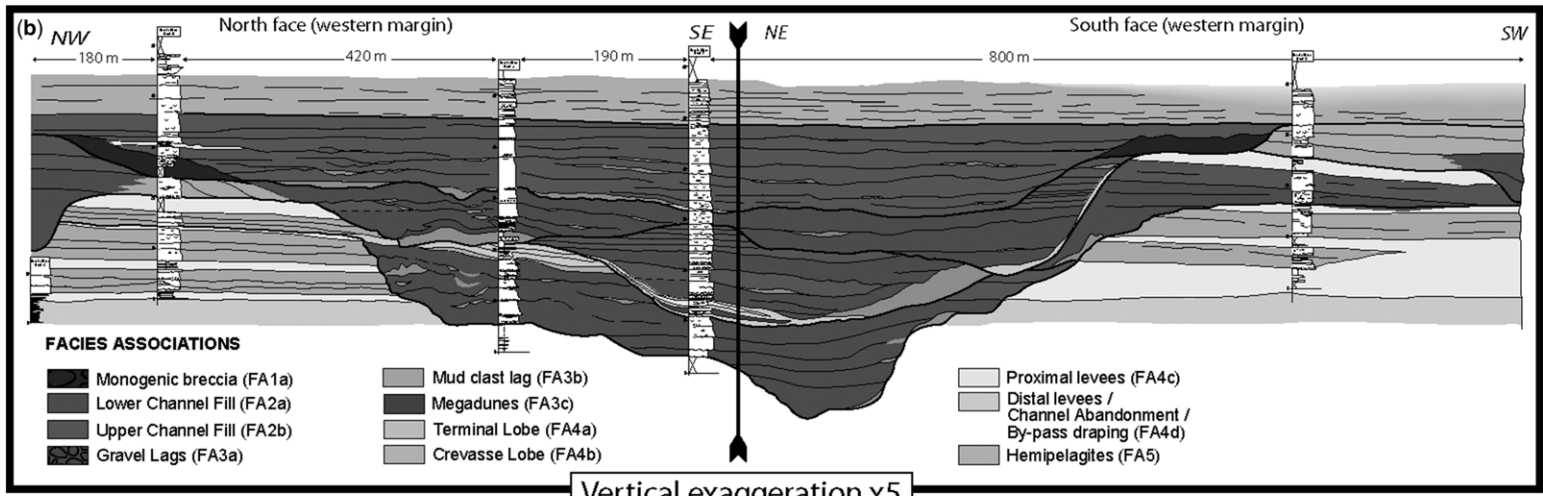 (b) NW North face (western margin) SE NE South face (western margin) SW
180 m 420 m 190 m 800 m
FACIES ASSOCIATIONS
Monogenic breccia (FA1a)
Lower Channel Fill (FA2a)
Upper Channel Fill (FA2b)
Gravel Lags (FA3a)
Mud clast lag (FA3b)
Megadunes (FA3c)
Terminal Lobe (FA4a)
Crevasse Lobe (FA4b)
Proximal levees (FA4c)
Distal levees /
Channel Abandonment /
By-pass draping (FA4d)
Hemipelagites (FA5)
Vertical exaggeration x5